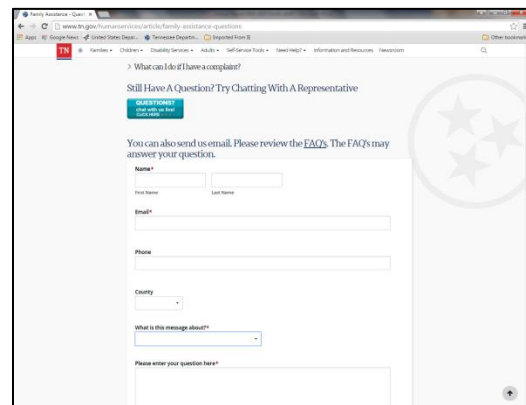 Family Assistance - Quest
www.tn.gov/humanservices/article/family-assistance-questions
Apps Google News United States Depar... Tennessee Departm... Imported From IE Other bookmarks
TN Families Children Disability Services Adults Self-Service Tools Need Help? Information and Resources Newsroom
> What can I do if I have a complaint?
Still Have A Question? Try Chatting With A Representative
QUESTIONS?
chat with us live!
CLICK HERE
You can also send us email. Please review the FAQ's. The FAQ's may
answer your question.
Name*
First Name Last Name
Email*
Phone
County
What is this message about?*
Please enter your question here*